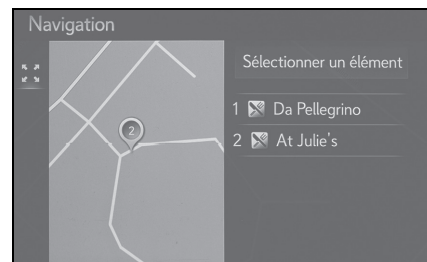 Navigation
Sélectionner un élément
1 Da Pellegrino
2 At Julie's
2